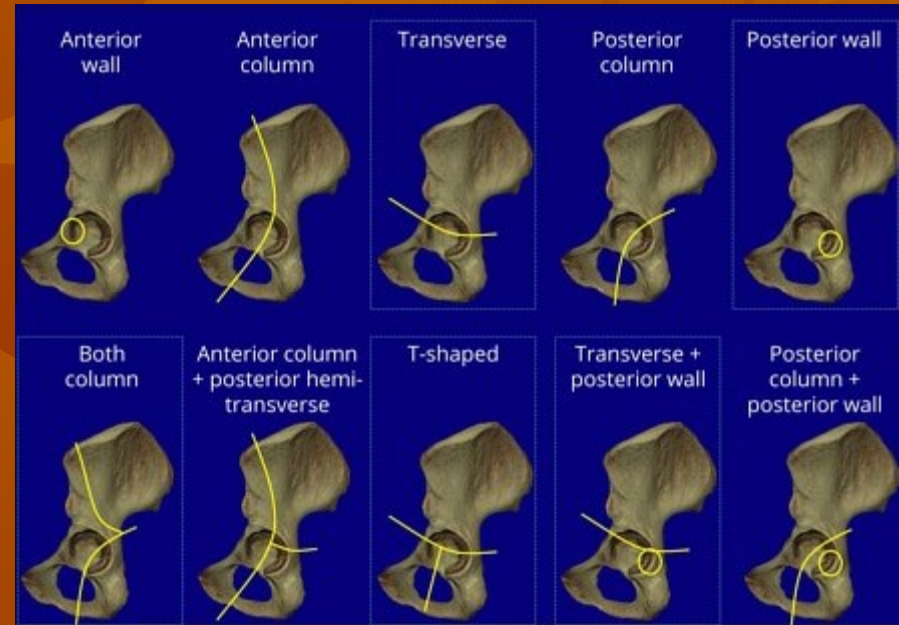 Anterior
wall
Anterior
column
Transverse
Posterior
column
Posterior wall
Both
column
Anterior column
+ posterior hemi-
transverse
T-shaped
Transverse +
posterior wall
Posterior
column +
posterior wall